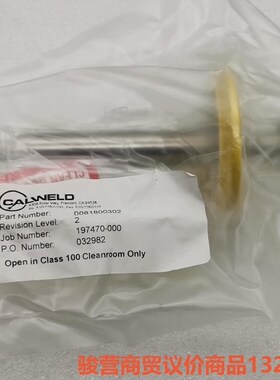 CALWELD
Part Number: 0081800302
Revision Level: 2
Job Number: 197470-000
P.O. Number: 032982
Open in Class 100 Cleanroom Only
骏营商贸议价商品132